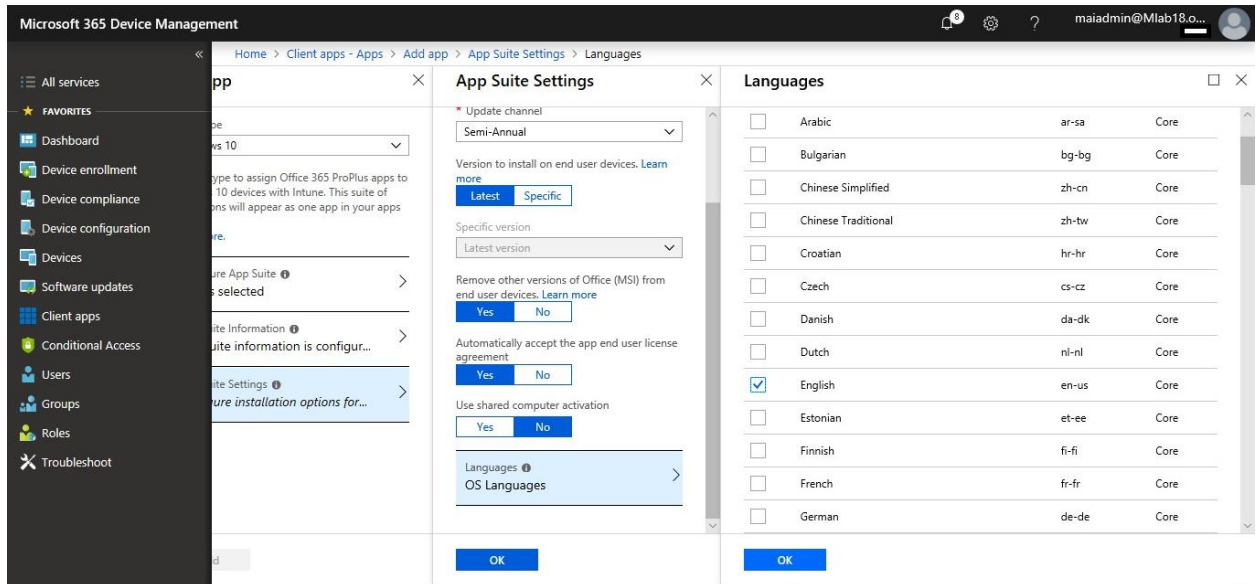 Microsoft 365 Device Management
8
?
maiadmin@Mlab18.o...
«
Home > Client apps - Apps > Add app > App Suite Settings > Languages
All services
FAVORITES
Dashboard
Device enrollment
Device compliance
Device configuration
Devices
Software updates
Client apps
Conditional Access
Users
Groups
Roles
Troubleshoot
pp
pe
ws 10
ype to assign Office 365 ProPlus apps to
10 devices with Intune. This suite of
ons will appear as one app in your apps
re.
ure App Suite
s selected
ite Information
uite information is configur...
ite Settings
ure installation options for...
d
App Suite Settings
* Update channel
Semi-Annual
Version to install on end user devices. Learn
more
Latest Specific
Specific version
Latest version
Remove other versions of Office (MSI) from
end user devices. Learn more
Yes No
Automatically accept the app end user license
agreement
Yes No
Use shared computer activation
Yes No
Languages
OS Languages
OK
Languages
Arabic ar-sa Core
Bulgarian bg-bg Core
Chinese Simplified zh-cn Core
Chinese Traditional zh-tw Core
Croatian hr-hr Core
Czech cs-cz Core
Danish da-dk Core
Dutch nl-nl Core
English en-us Core
Estonian et-ee Core
Finnish fi-fi Core
French fr-fr Core
German de-de Core
OK